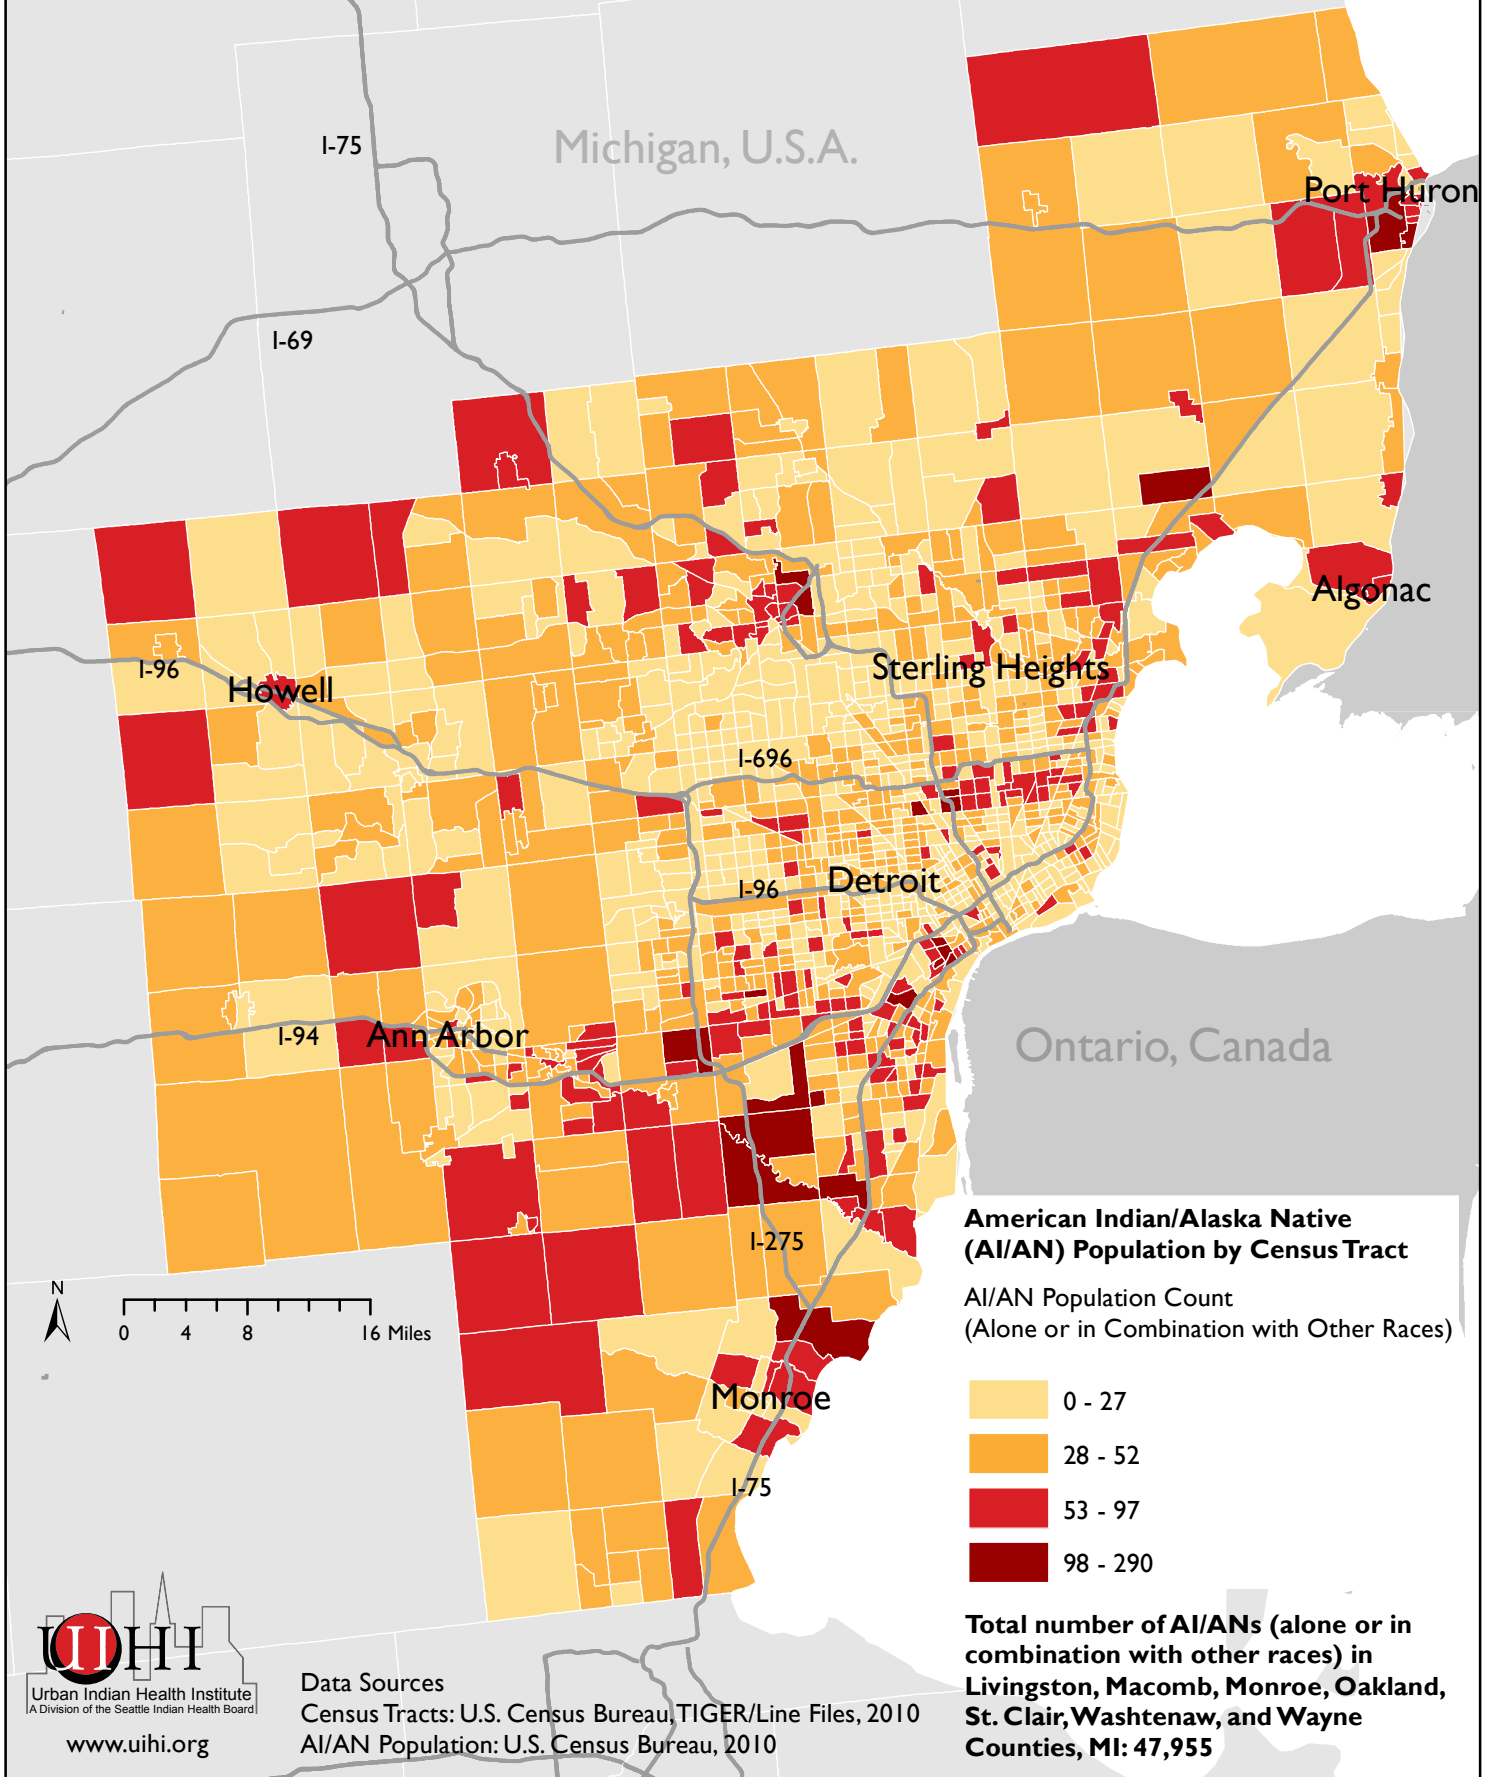 I-75
Michigan, U.S.A.
Port Huron
I-69
Algonac
I-96
Howell
Sterling Heights
I-696
Detroit
I-96
I-94
Ann Arbor
Ontario, Canada
I-275
Monroe
I-75
N
0 4 8 16 Miles
American Indian/Alaska Native
(AI/AN) Population by Census Tract
AI/AN Population Count
(Alone or in Combination with Other Races)
0 - 27
28 - 52
53 - 97
98 - 290
Total number of AI/ANs (alone or in
combination with other races) in
Livingston, Macomb, Monroe, Oakland,
St. Clair, Washtenaw, and Wayne
Counties, MI: 47,955
UIHI
Urban Indian Health Institute
A Division of the Seattle Indian Health Board
www.uihi.org
Data Sources
Census Tracts: U.S. Census Bureau, TIGER/Line Files, 2010
AI/AN Population: U.S. Census Bureau, 2010